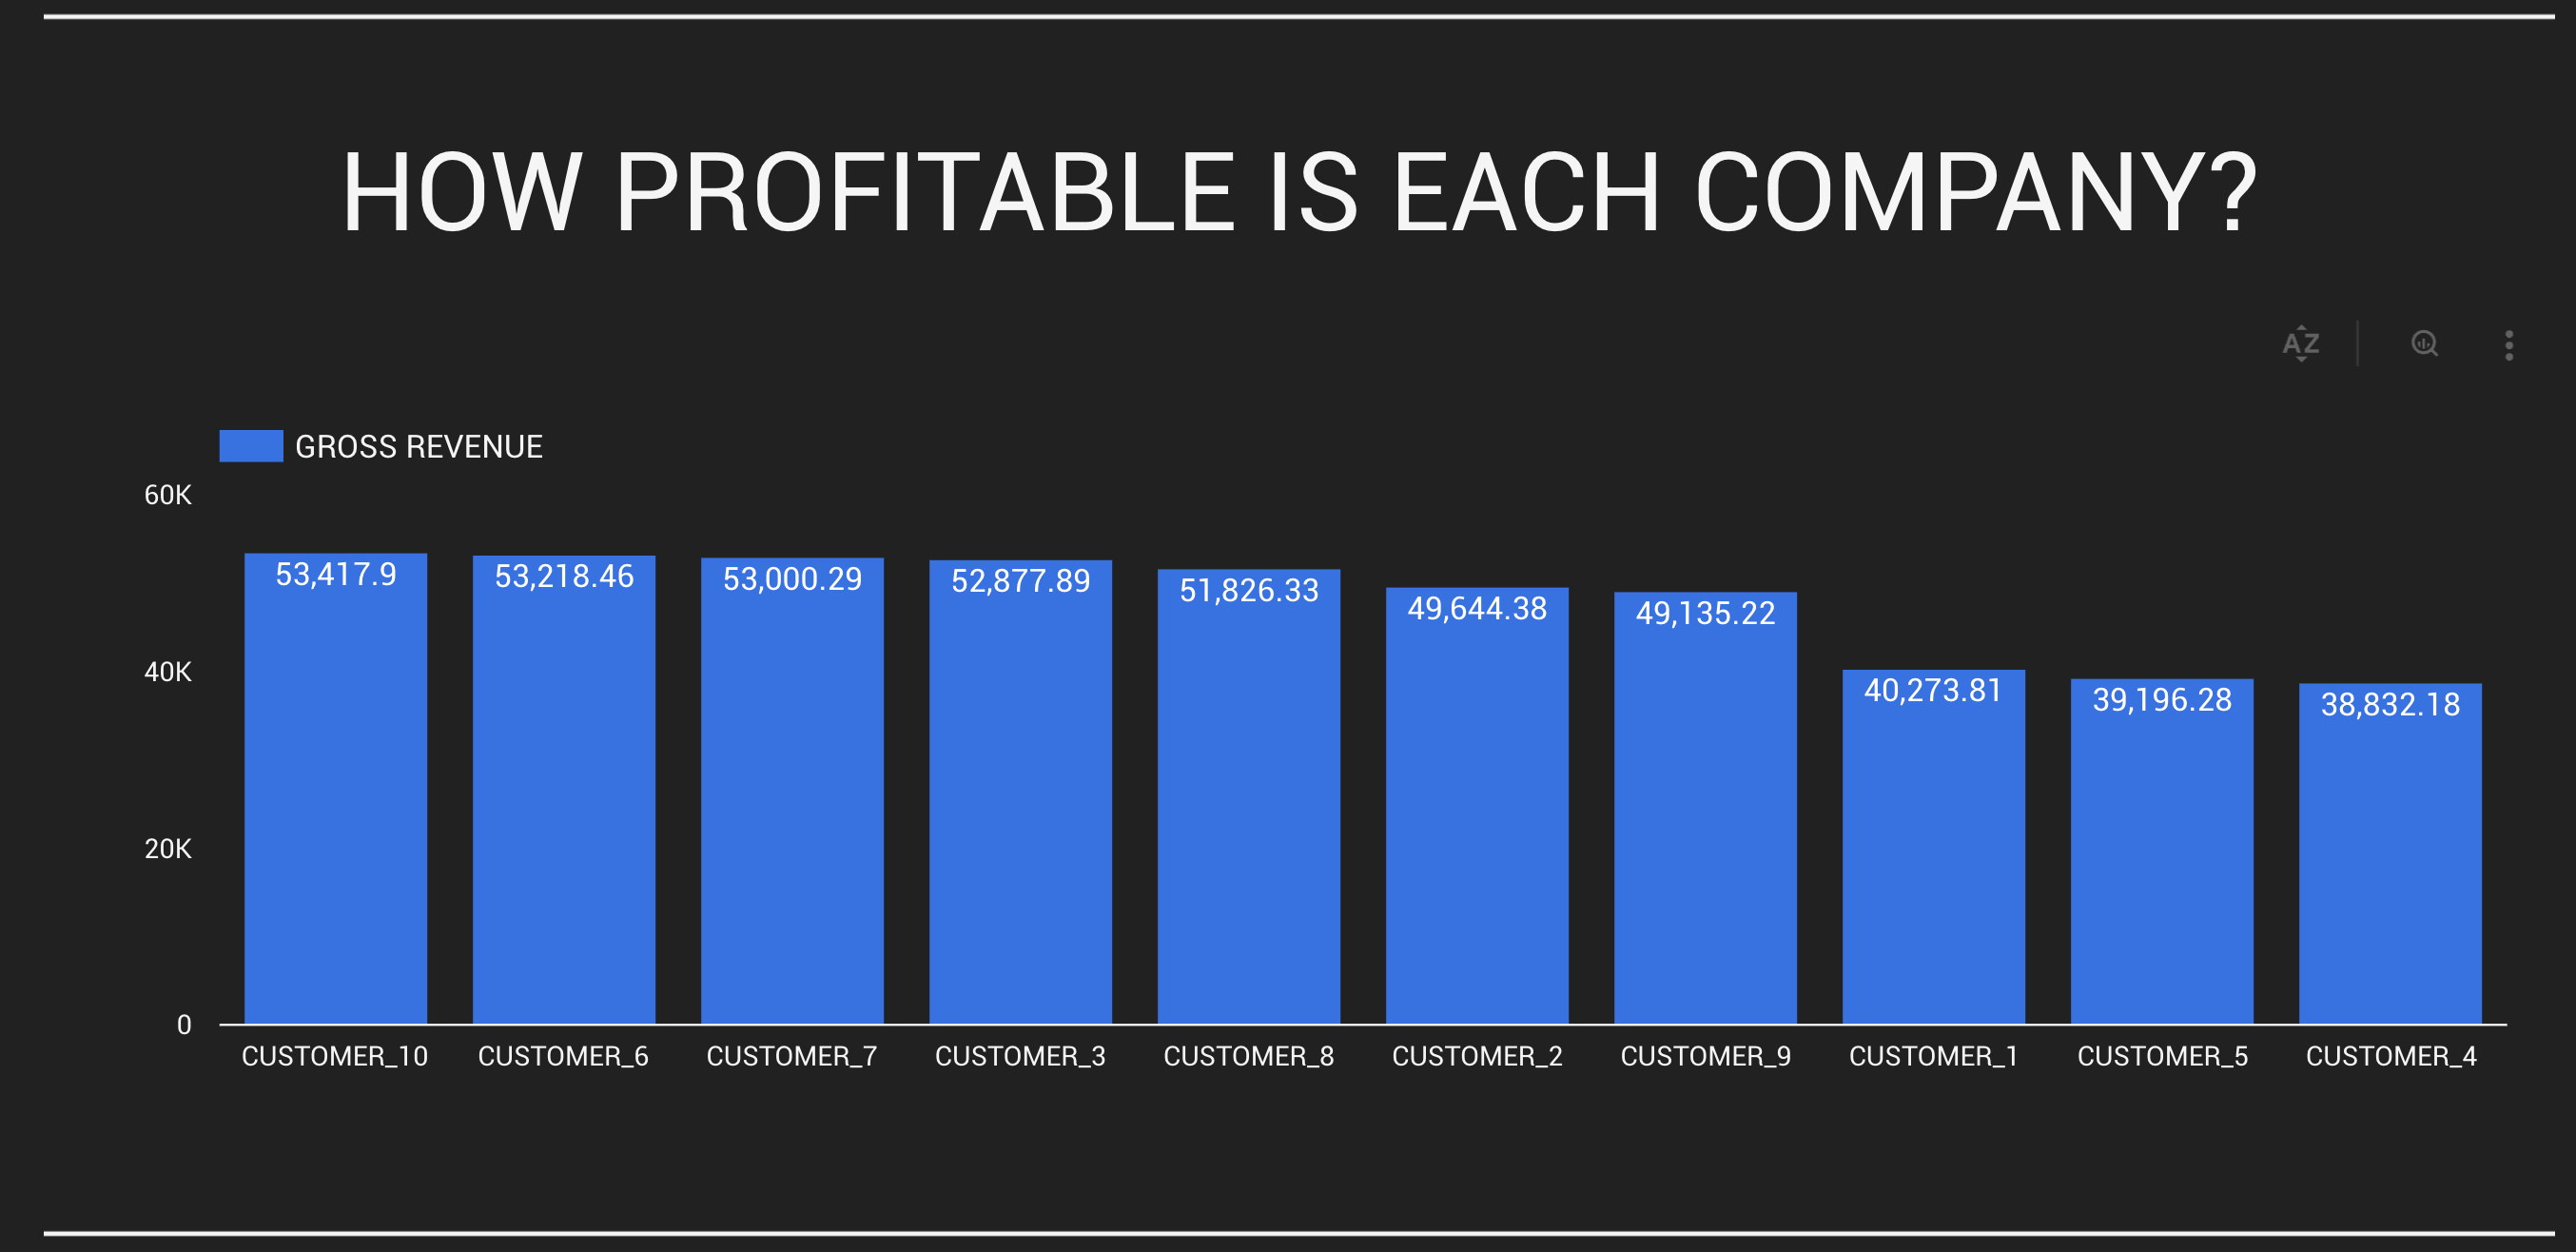 HOW PROFITABLE IS EACH COMPANY?
AZ
GROSS REVENUE
60K
40K
20K
0
53,417.9
53,218.46
53,000.29
52,877.89
51,826.33
49,644.38
49,135.22
40,273.81
39,196.28
38,832.18
CUSTOMER_10
CUSTOMER_6
CUSTOMER_7
CUSTOMER_3
CUSTOMER_8
CUSTOMER_2
CUSTOMER_9
CUSTOMER_1
CUSTOMER_5
CUSTOMER_4